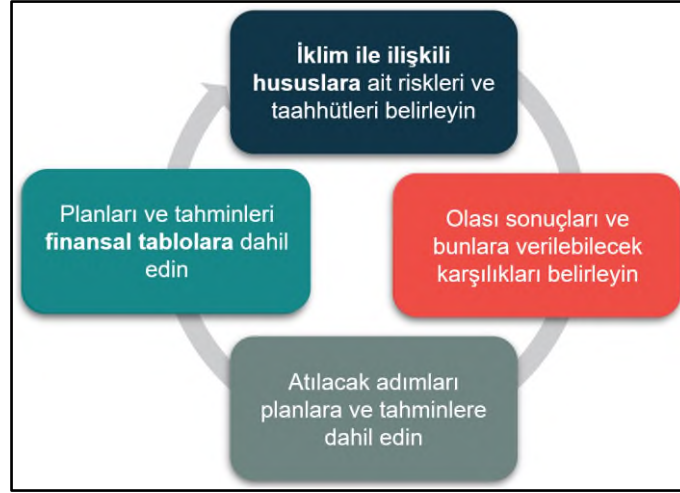 İklim ile ilişkili
hususlara ait riskleri ve
taahhütleri belirleyin
Olası sonuçları ve
bunlara verilebilecek
karşılıkları belirleyin
Atılacak adımları
planlara ve tahminlere
dahil edin
Planları ve tahminleri
finansal tablolara dahil
edin